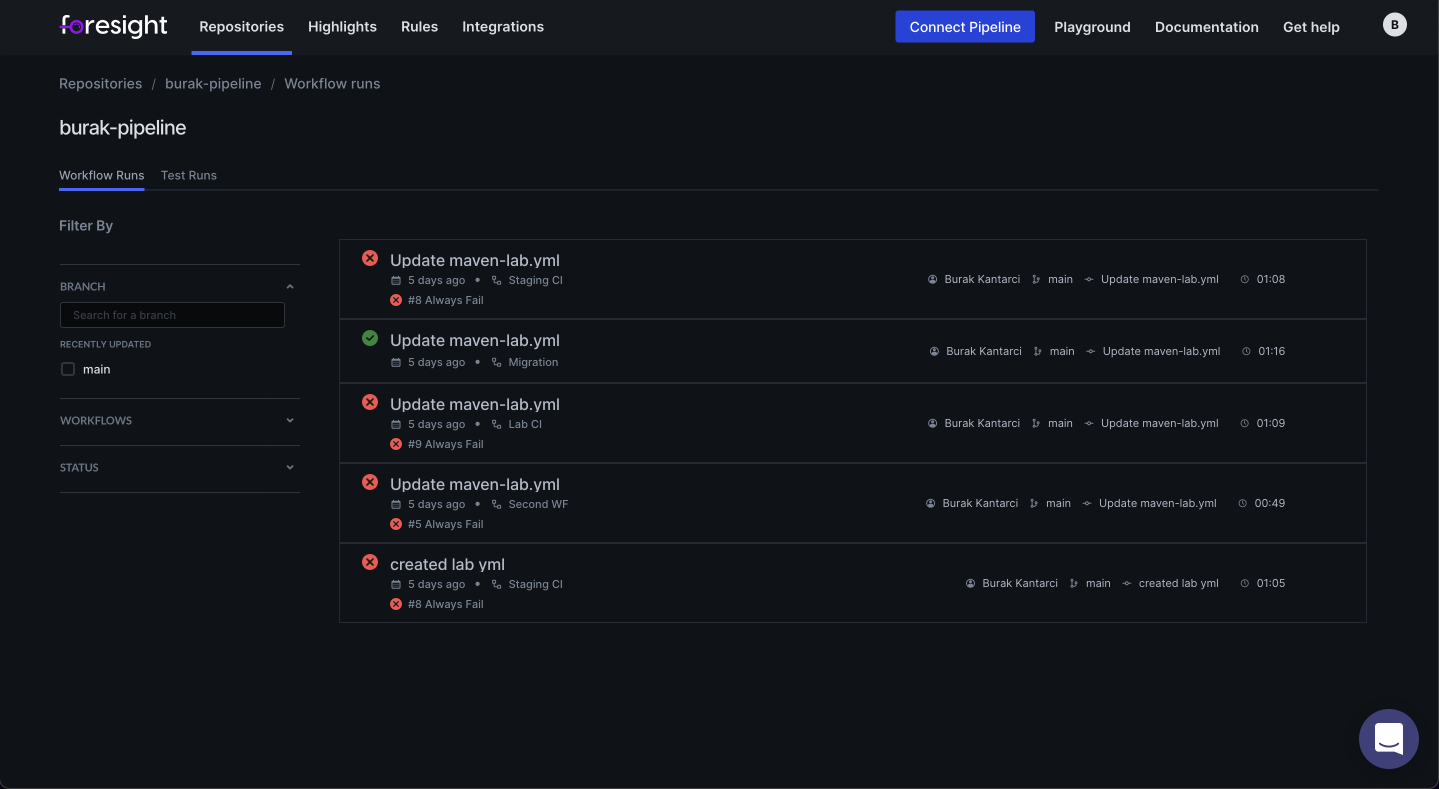 foresight Repositories Highlights Rules Integrations Connect Pipeline Playground Documentation Get help B
Repositories / burak-pipeline / Workflow runs
burak-pipeline
Workflow Runs Test Runs
Filter By
BRANCH
Search for a branch
RECENTLY UPDATED
main
WORKFLOWS
STATUS
Update maven-lab.yml
5 days ago • Staging CI
#8 Always Fail
Burak Kantarci main Update maven-lab.yml 01:08
Update maven-lab.yml
5 days ago • Migration
Burak Kantarci main Update maven-lab.yml 01:16
Update maven-lab.yml
5 days ago • Lab CI
#9 Always Fail
Burak Kantarci main Update maven-lab.yml 01:09
Update maven-lab.yml
5 days ago • Second WF
#5 Always Fail
Burak Kantarci main Update maven-lab.yml 00:49
created lab yml
5 days ago • Staging CI
#8 Always Fail
Burak Kantarci main created lab yml 01:05